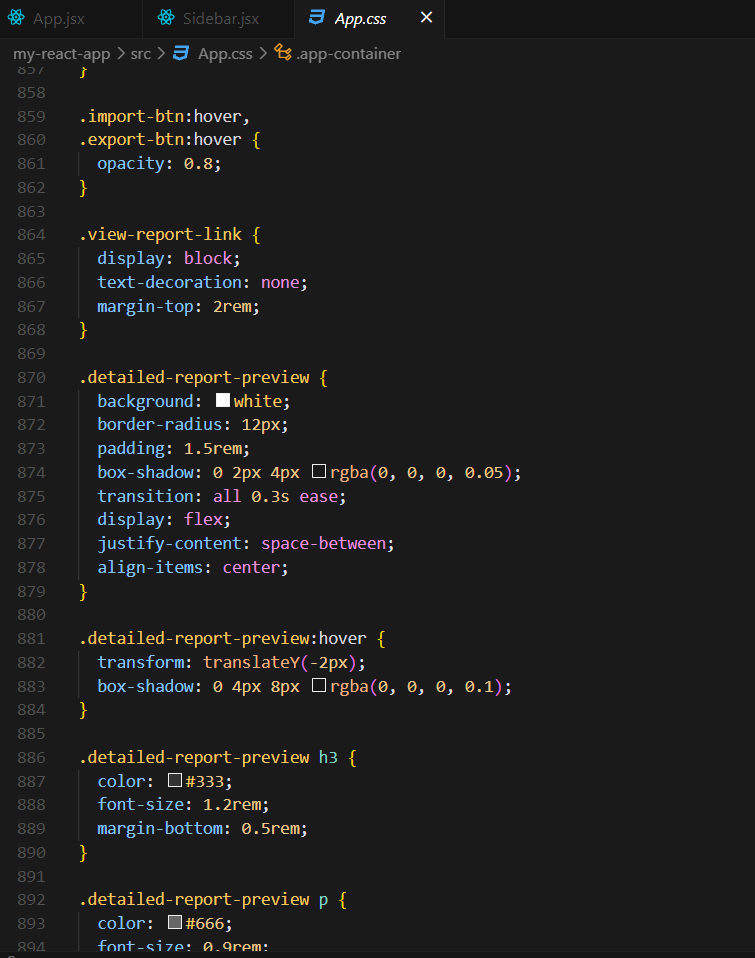 App.jsx Sidebar.jsx App.css ×
my-react-app > src > App.css > .app-container
857 }
858
859 .import-btn:hover,
860 .export-btn:hover {
861 opacity: 0.8;
862 }
863
864 .view-report-link {
865 display: block;
866 text-decoration: none;
867 margin-top: 2rem;
868 }
869
870 .detailed-report-preview {
871 background: white;
872 border-radius: 12px;
873 padding: 1.5rem;
874 box-shadow: 0 2px 4px rgba(0, 0, 0, 0.05);
875 transition: all 0.3s ease;
876 display: flex;
877 justify-content: space-between;
878 align-items: center;
879 }
880
881 .detailed-report-preview:hover {
882 transform: translateY(-2px);
883 box-shadow: 0 4px 8px rgba(0, 0, 0, 0.1);
884 }
885
886 .detailed-report-preview h3 {
887 color: #333;
888 font-size: 1.2rem;
889 margin-bottom: 0.5rem;
890 }
891
892 .detailed-report-preview p {
893 color: #666;
894 font-size: 0.9rem;